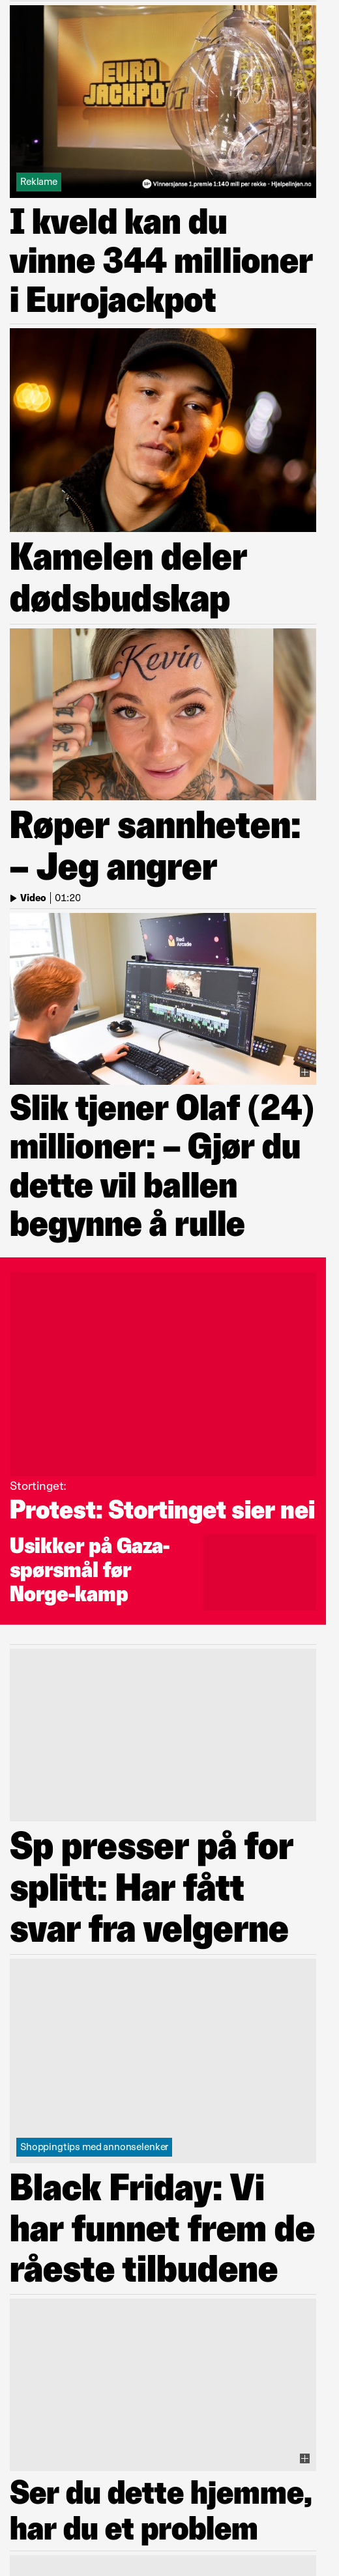 EURO
JACKPOT
Reklame
18+ Vinnersjanse 1.premie 1:140 mill per rekke - Hjelpelinjen.no
I kveld kan du
vinne 344 millioner
i Eurojackpot
Kamelen deler
dødsbudskap
Kevin
Røper sannheten:
– Jeg angrer
Video | 01:20
Red
Arcade
Slik tjener Olaf (24)
millioner: – Gjør du
dette vil ballen
begynne å rulle
Stortinget:
Protest: Stortinget sier nei
Usikker på Gaza-
spørsmål før
Norge-kamp
Sp presser på for
splitt: Har fått
svar fra velgerne
Shoppingtips med annonselenker
Black Friday: Vi
har funnet frem de
råeste tilbudene
Ser du dette hjemme,
har du et problem